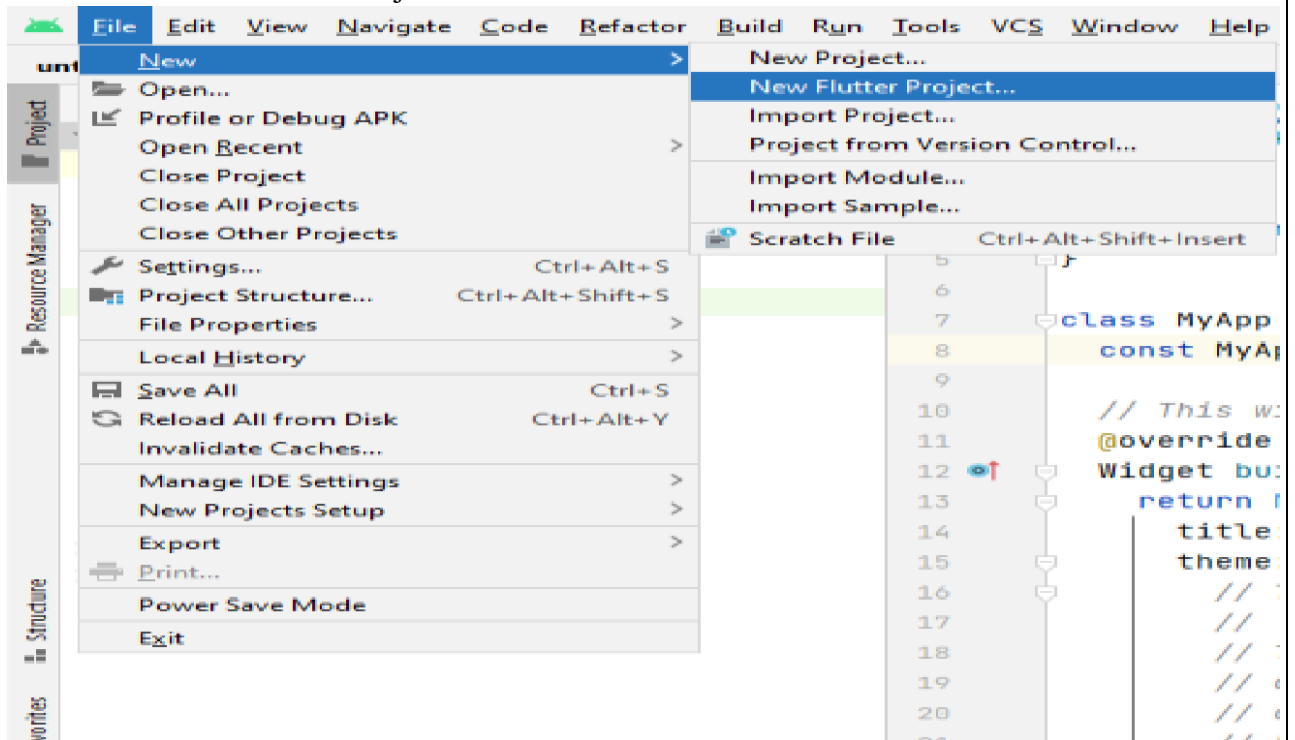 File Edit View Navigate Code Refactor Build Run Tools VCS Window Help
New
Open...
Profile or Debug APK
Open Recent
Close Project
Close All Projects
Close Other Projects
Settings... Ctrl+Alt+S
Project Structure... Ctrl+Alt+Shift+S
File Properties
Local History
Save All Ctrl+S
Reload All from Disk Ctrl+Alt+Y
Invalidate Caches...
Manage IDE Settings
New Projects Setup
Export
Print...
Power Save Mode
Exit
New Project...
New Flutter Project...
Import Project...
Project from Version Control...
Import Module...
Import Sample...
Scratch File Ctrl+Alt+Shift+Insert
Project
Resource Manager
Structure
5 }
6
7 class MyApp
8 const
9
10 // This
11 @override
12 Widget
13 return
14 title
15 theme
16 //
17 //
18 //
19 //
20 //